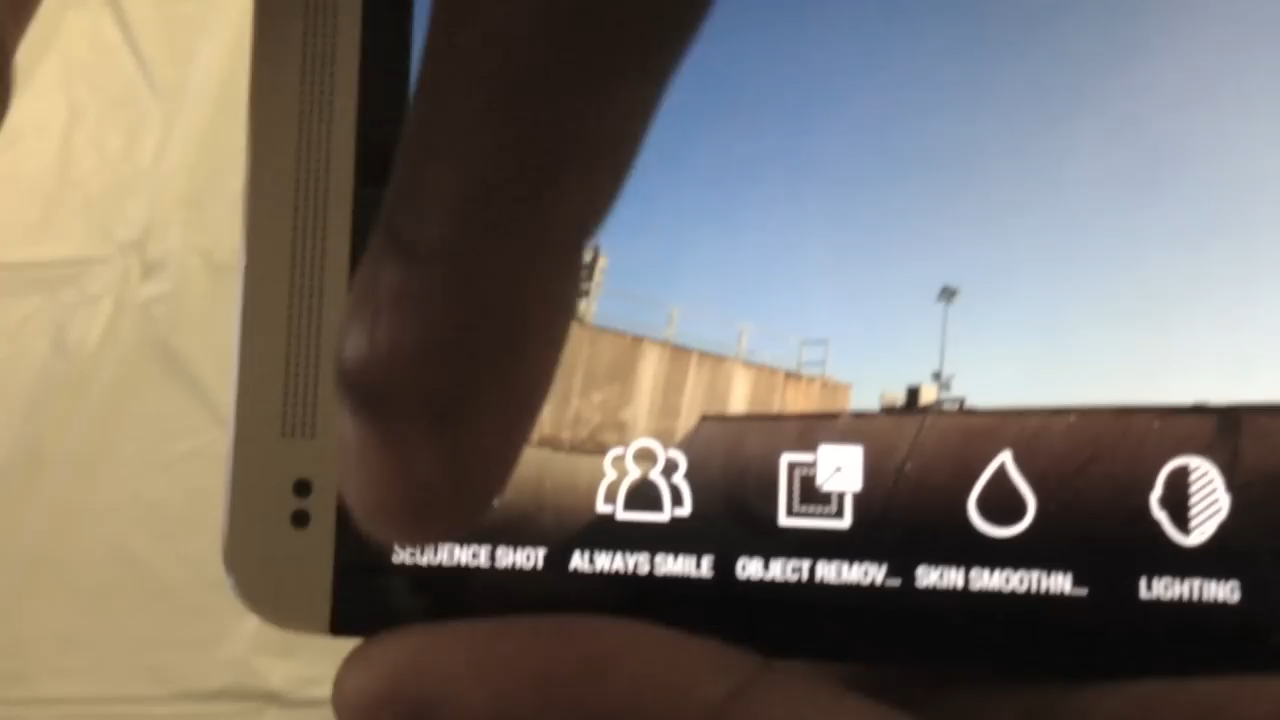 SEQUENCE SHOT
ALWAYS SMILE
OBJECT REMOV...
SKIN SMOOTHN...
LIGHTING